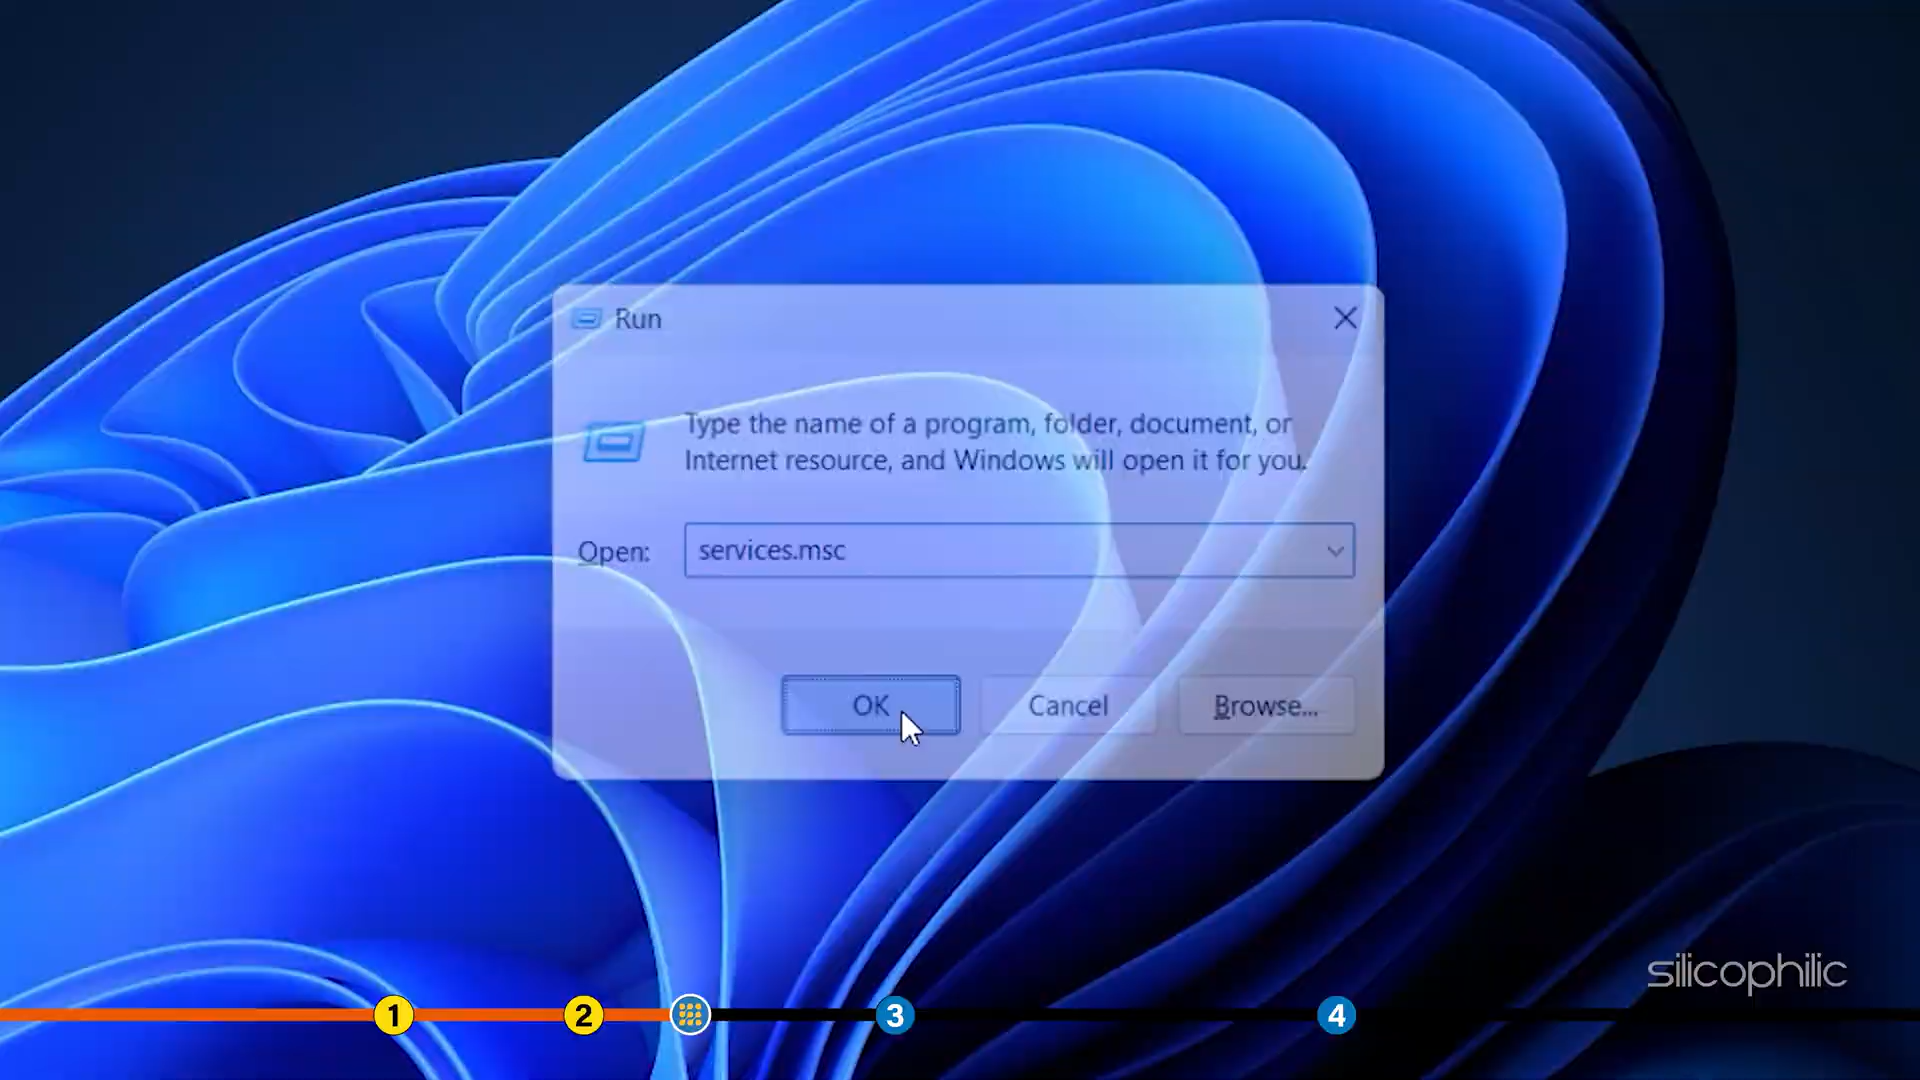 Run
Type the name of a program, folder, document, or
Internet resource, and Windows will open it for you.
Open:
services.msc
OK
Cancel
Browse...
silicophilic
1
2
3
4